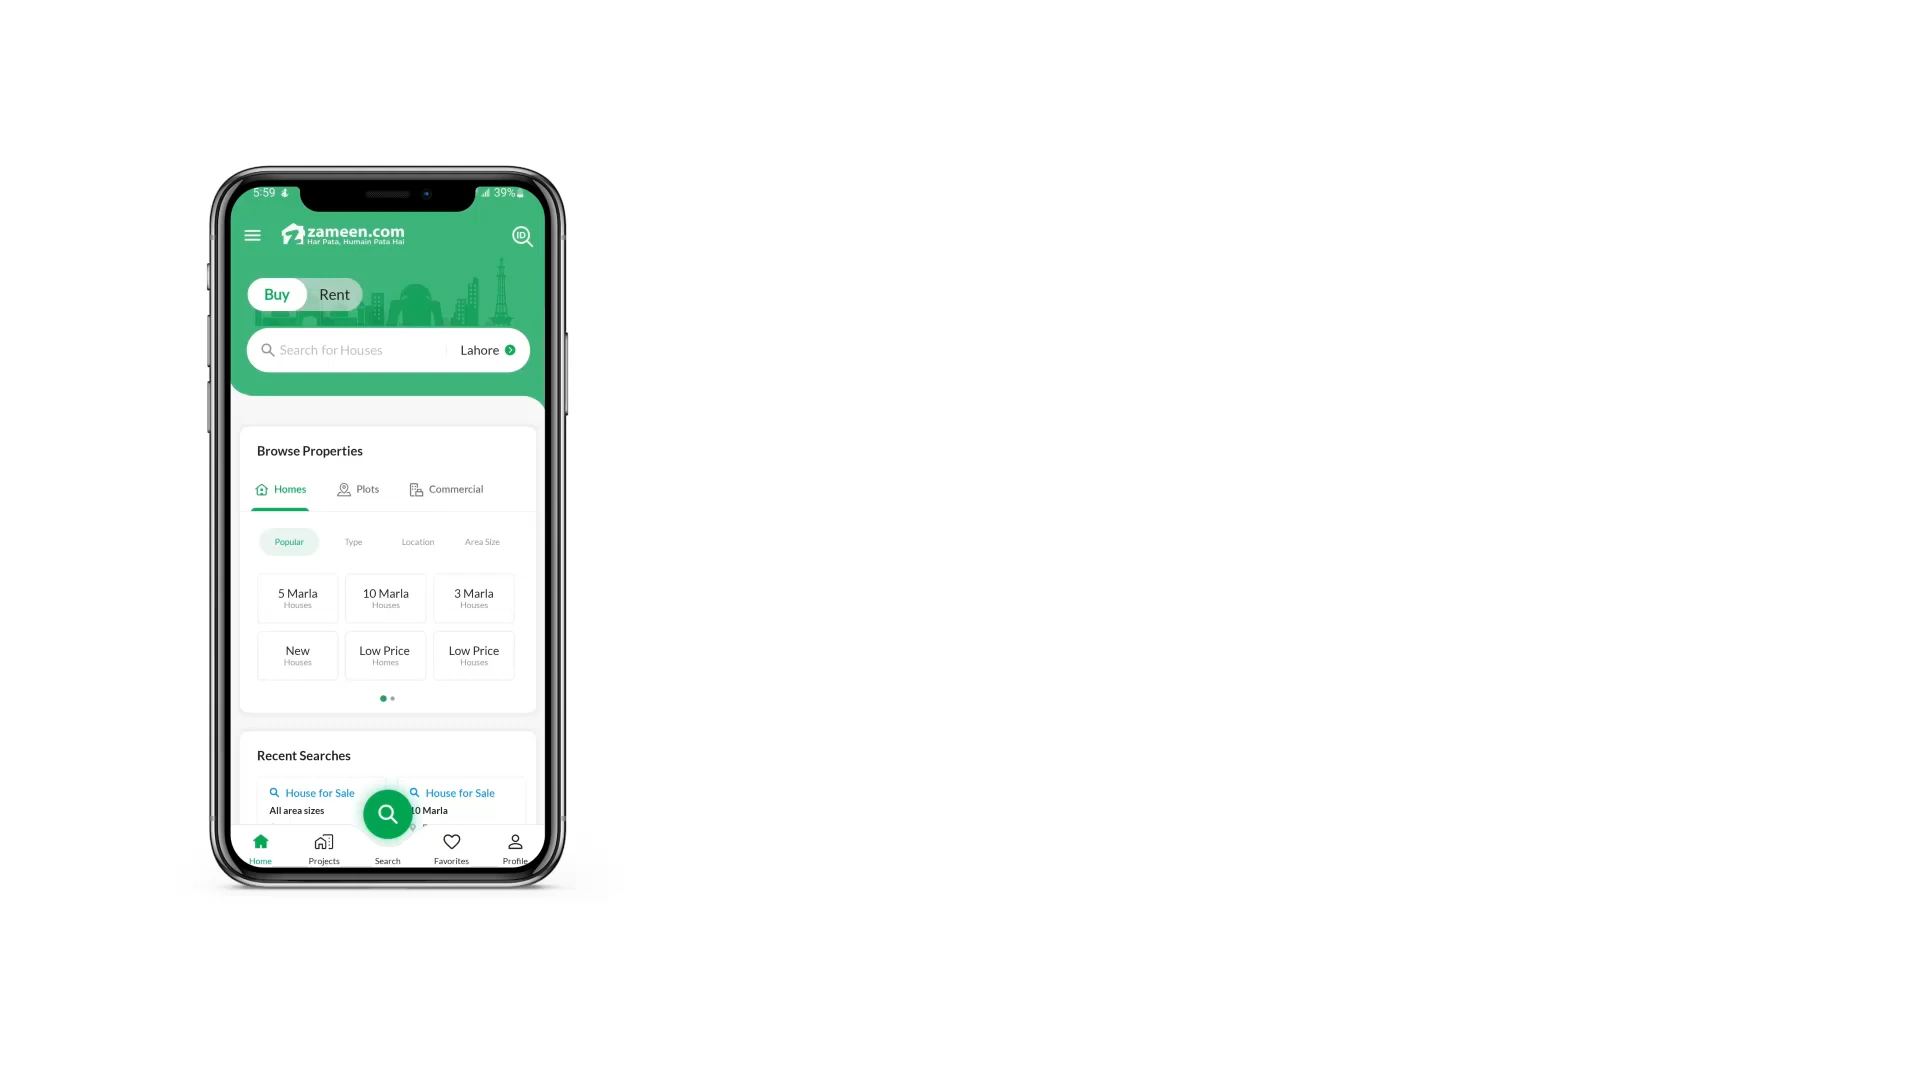 5:59
39%
zameen.com
Har Pata, Humain Pata Hai
ID
Buy Rent
Search for Houses Lahore
Browse Properties
Homes Plots Commercial
Popular Type Location Area Size
5 Marla 10 Marla 3 Marla
Houses Houses Houses
New Low Price Low Price
Houses Homes Houses
Recent Searches
House for Sale House for Sale
All area sizes 10 Marla
Home Projects Search Favorites Profile